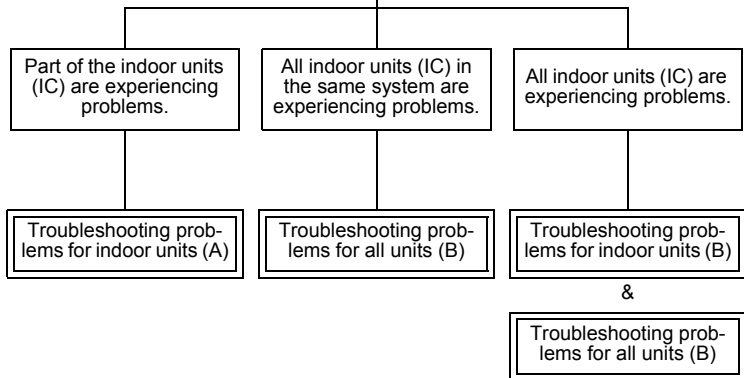 Part of the indoor units
(IC) are experiencing
problems.
All indoor units (IC) in
the same system are
experiencing problems.
All indoor units (IC) are
experiencing problems.
Troubleshooting prob-
lems for indoor units (A)
Troubleshooting prob-
lems for all units (B)
Troubleshooting prob-
lems for indoor units (B)
&
Troubleshooting prob-
lems for all units (B)